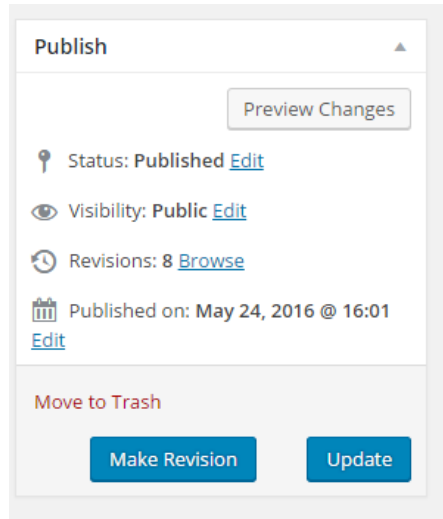 Publish
Preview Changes
Status: Published Edit
Visibility: Public Edit
Revisions: 8 Browse
Published on: May 24, 2016 @ 16:01
Edit
Move to Trash
Make Revision Update